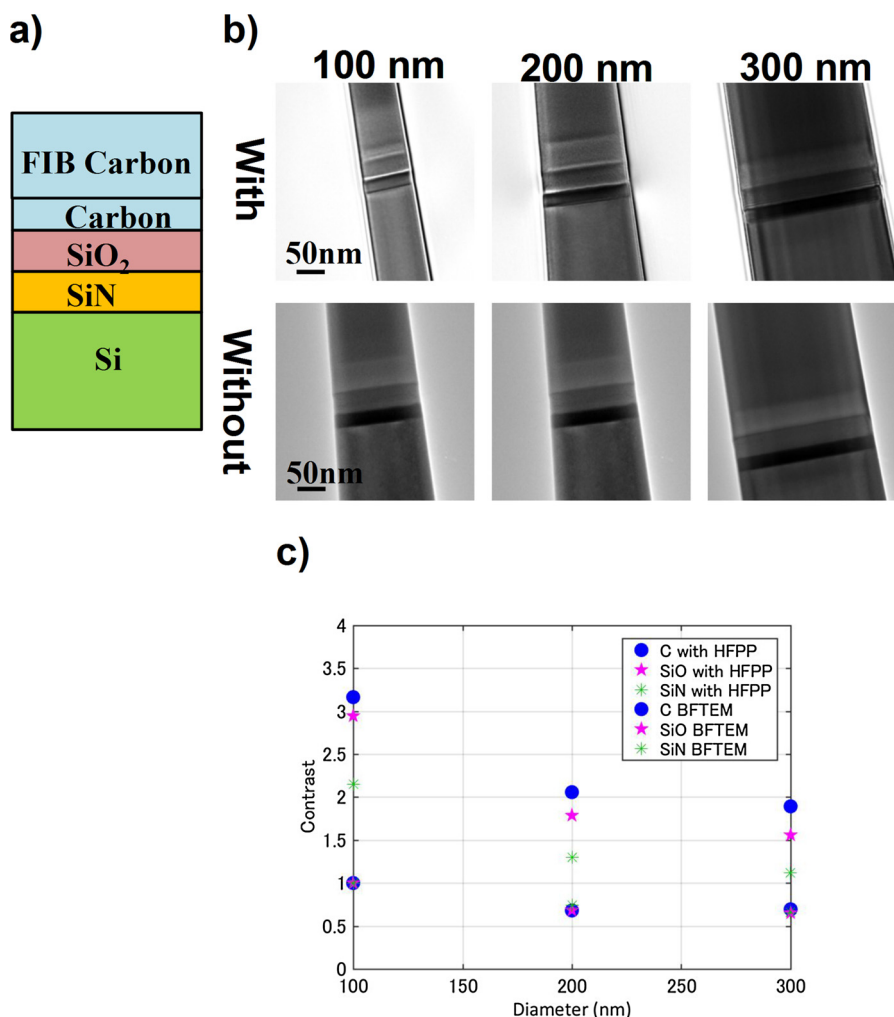 a)
FIB Carbon
Carbon
SiO₂
SiN
Si
b)
100 nm
200 nm
300 nm
With
50nm
Without
50nm
c)
4
3.5
3
2.5
2
1.5
1
0.5
0
100
150
200
250
300
Contrast
Diameter (nm)
C with HFPP
SiO with HFPP
SiN with HFPP
C BFTEM
SiO BFTEM
SiN BFTEM